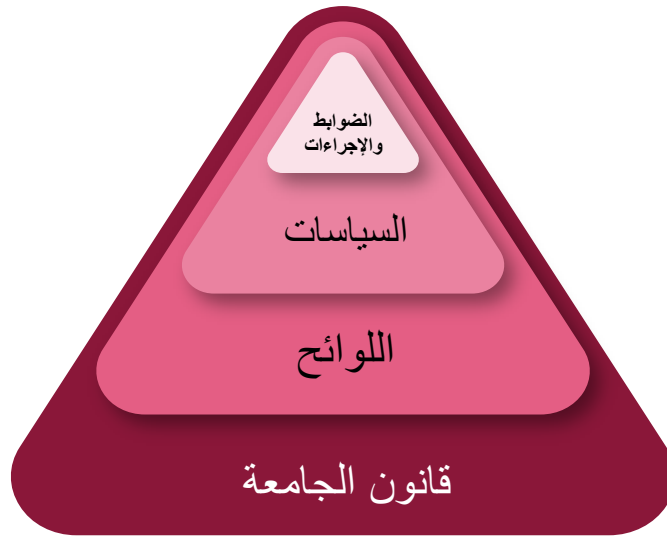 الضوابط
والإجراءات
السياسات
اللوائح
قانون الجامعة